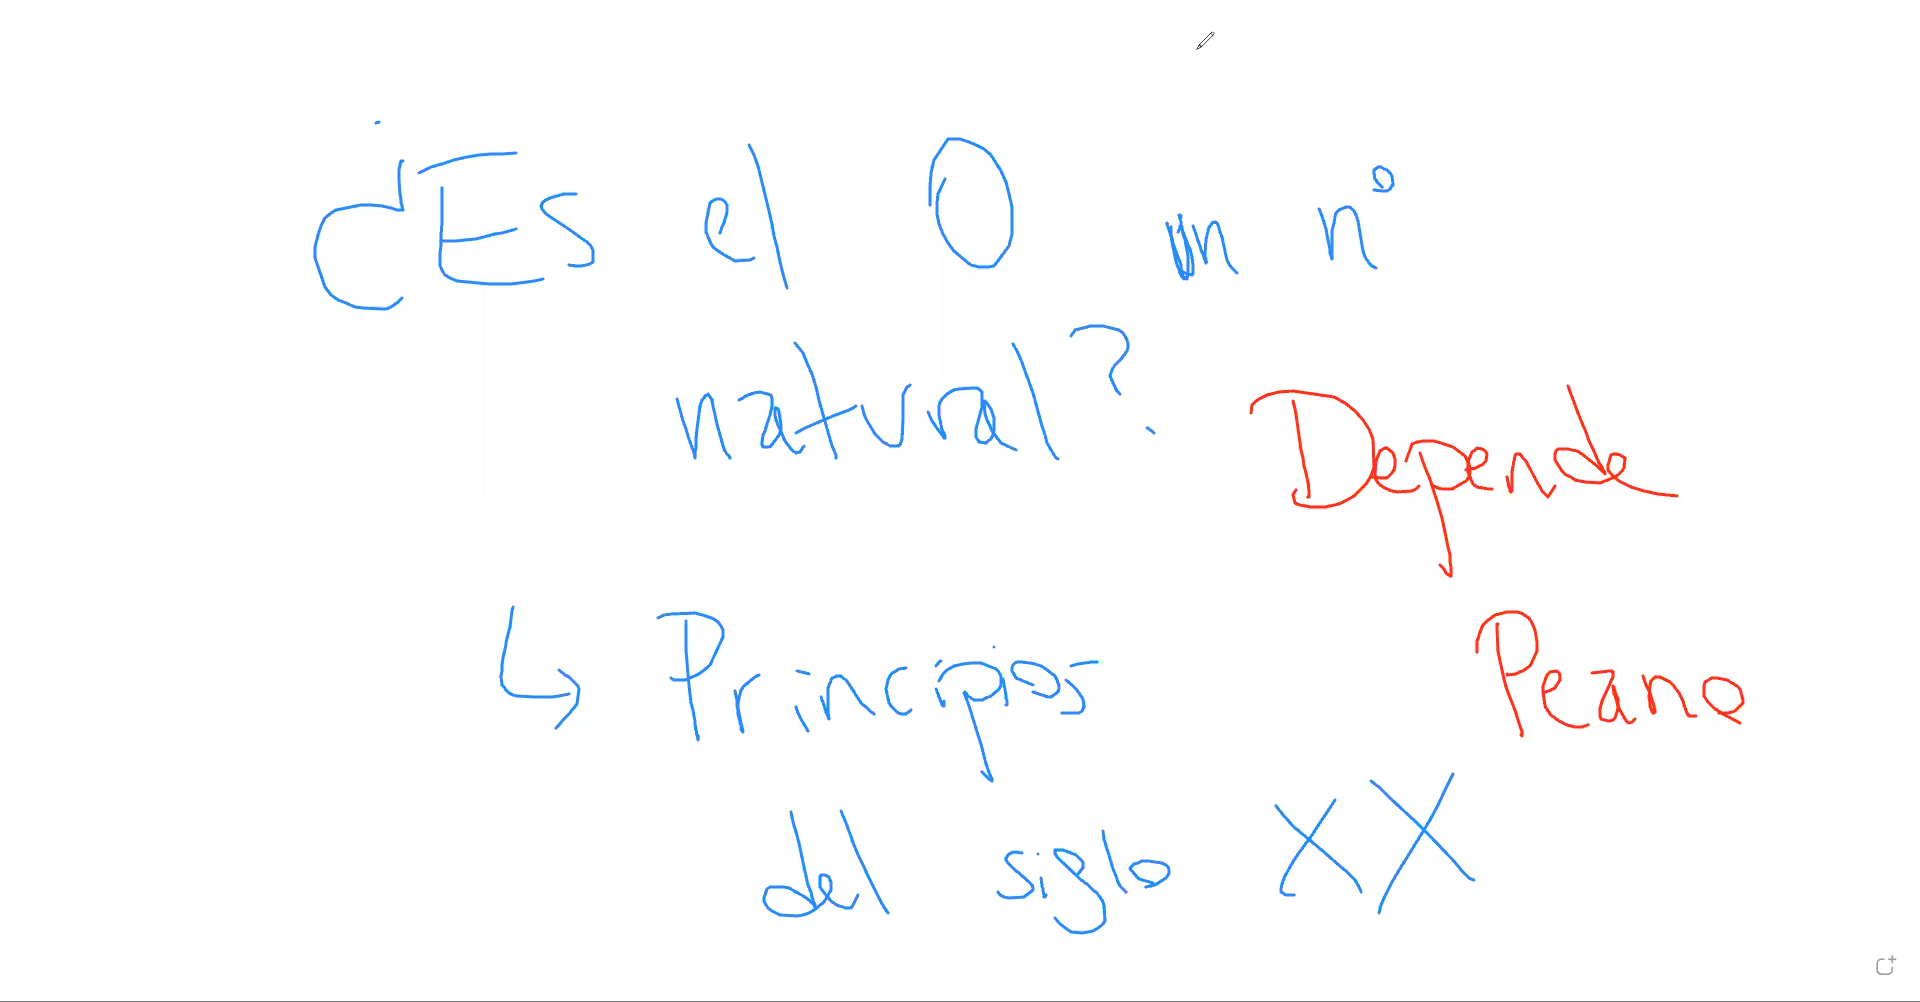 ¿Es el 0 un nº
natural?
Depende
Peano
Principios
del siglo XX